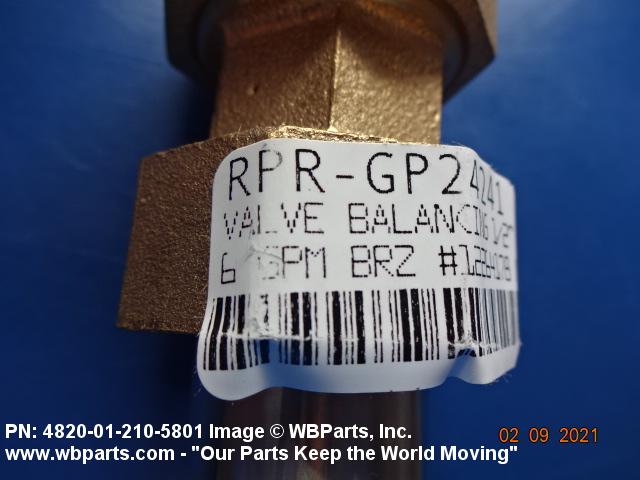 RPR-GP24241
VALVE BALANCING 1/2"
6 GPM BRZ
PN: 4820-01-210-5801 Image © WBParts, Inc.
02 09 2021
www.wbparts.com - "Our Parts Keep the World Moving"